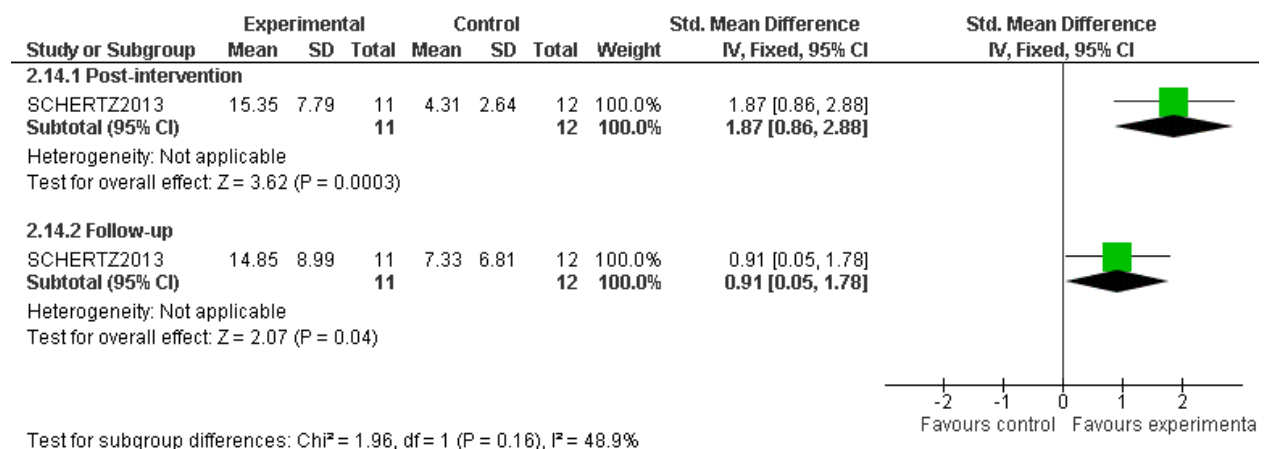 Experimental Control Std. Mean Difference Std. Mean Difference
Study or Subgroup Mean SD Total Mean SD Total Weight IV, Fixed, 95% CI IV, Fixed, 95% CI
2.14.1 Post-intervention
SCHERTZ2013 15.35 7.79 11 4.31 2.64 12 100.0% 1.87 [0.86, 2.88]
Subtotal (95% CI) 11 12 100.0% 1.87 [0.86, 2.88]
Heterogeneity: Not applicable
Test for overall effect: Z = 3.62 (P = 0.0003)
2.14.2 Follow-up
SCHERTZ2013 14.85 8.99 11 7.33 6.81 12 100.0% 0.91 [0.05, 1.78]
Subtotal (95% CI) 11 12 100.0% 0.91 [0.05, 1.78]
Heterogeneity: Not applicable
Test for overall effect: Z = 2.07 (P = 0.04)
-2 -1 0 1 2
Favours control Favours experimenta
Test for subgroup differences: Chi² = 1.96, df = 1 (P = 0.16), I² = 48.9%